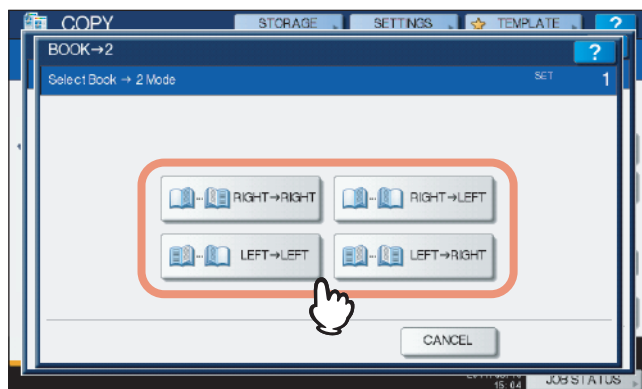 COPY STORAGE SETTINGS TEMPLATE ?
BOOK→2 ?
Select Book → 2 Mode SET 1
RIGHT→RIGHT RIGHT→LEFT
LEFT→LEFT LEFT→RIGHT
CANCEL
15:04 JOB STATUS